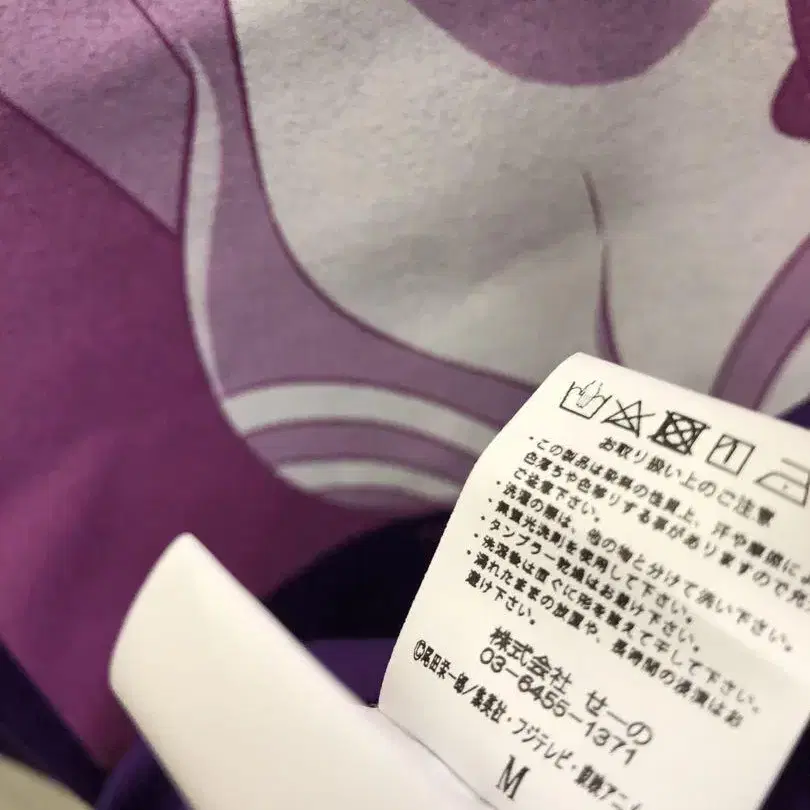 お取り扱い上のご注意
・この製品は染料の性質上、汗や摩擦によ
色落ちや色移りする事がありますので充
ご注意下さい。
・洗濯の際は、他の物と分けて洗い下さい。
・無蛍光洗剤を使用して下さい。
・タンブラー乾燥はお避け下さい。
・洗濯後は直ぐに形を整えて干して下さい。
・濡れたままの放置や、長時間の浸漬はお
避け下さい。
株式会社 せーの
03-6455-1371
©尾田栄一郎/集英社・フジテレビ・東映アニメ
M